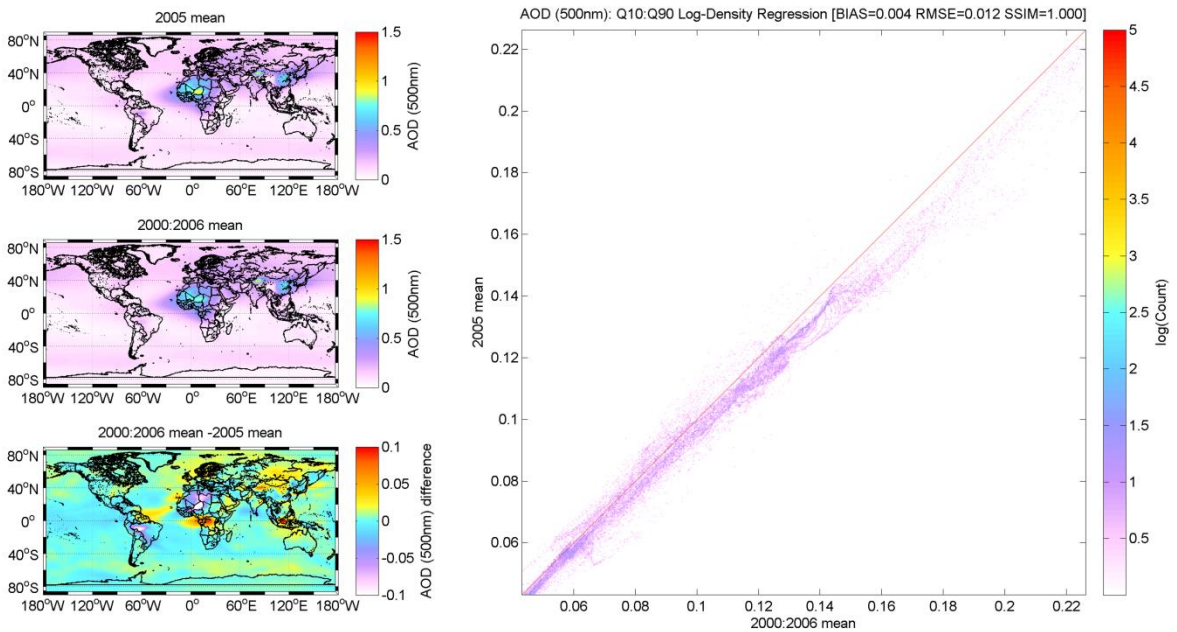 2005 mean
80°N
40°N
0°
40°S
80°S
180°W 120°W 60°W 0° 60°E 120°E 180°W
1.5
1
0.5
0
AOD (500nm)
2000:2006 mean
80°N
40°N
0°
40°S
80°S
180°W 120°W 60°W 0° 60°E 120°E 180°W
1.5
1
0.5
0
AOD (500nm)
2000:2006 mean -2005 mean
80°N
40°N
0°
40°S
80°S
180°W 120°W 60°W 0° 60°E 120°E 180°W
0.1
0.05
0
-0.05
-0.1
AOD (500nm) difference
AOD (500nm): Q10:Q90 Log-Density Regression [BIAS=0.004 RMSE=0.012 SSIM=1.000]
0.22
0.2
0.18
0.16
0.14
0.12
0.1
0.08
0.06
2005 mean
0.06 0.08 0.1 0.12 0.14 0.16 0.18 0.2 0.22
2000:2006 mean
5
4.5
4
3.5
3
2.5
2
1.5
1
0.5
0
log(Count)